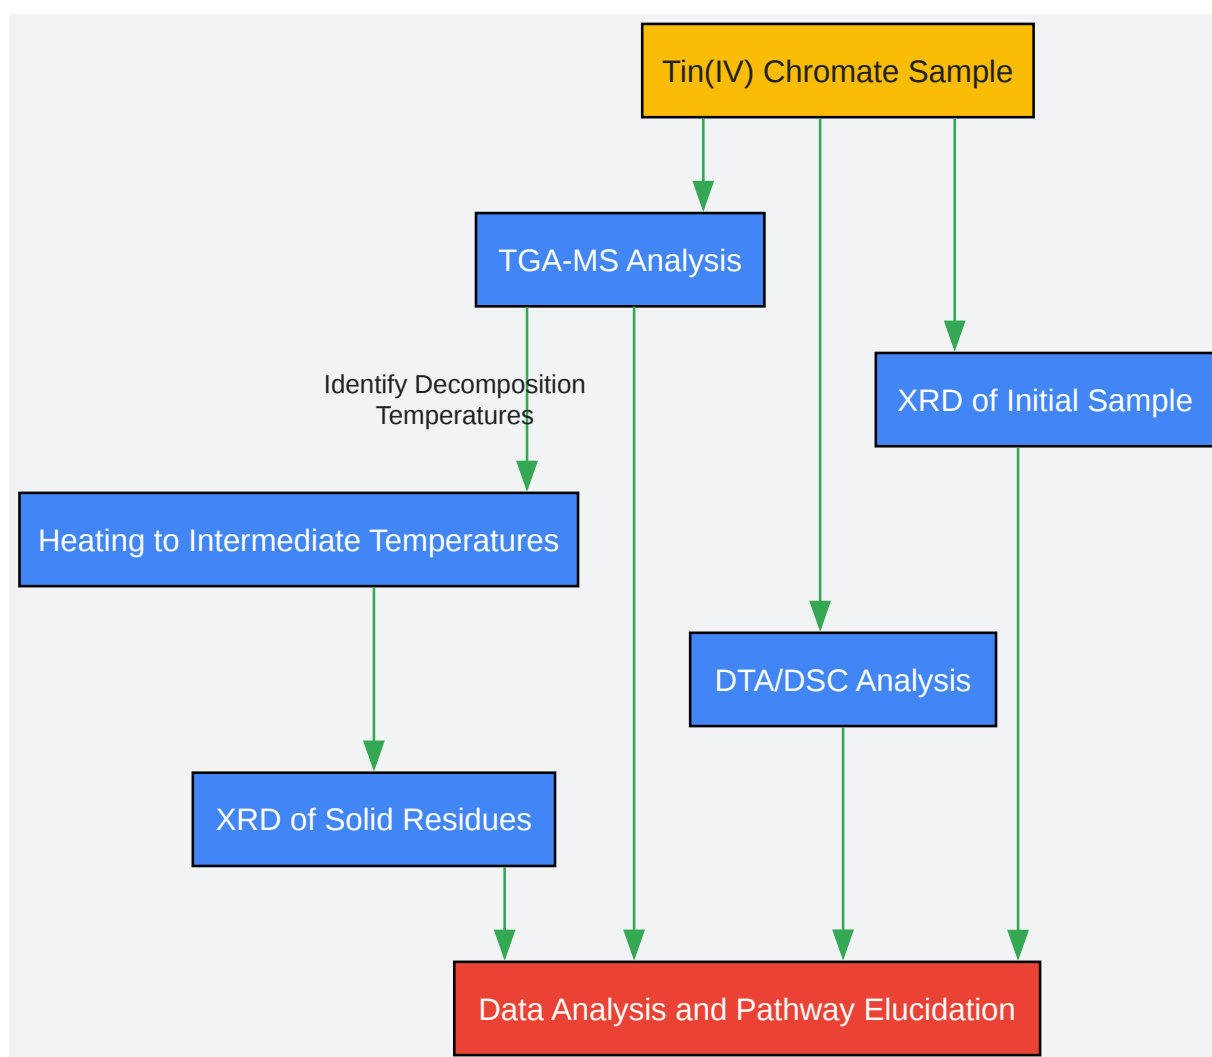 Tin(IV) Chromate Sample
TGA-MS Analysis
Identify Decomposition
Temperatures
XRD of Initial Sample
Heating to Intermediate Temperatures
DTA/DSC Analysis
XRD of Solid Residues
Data Analysis and Pathway Elucidation